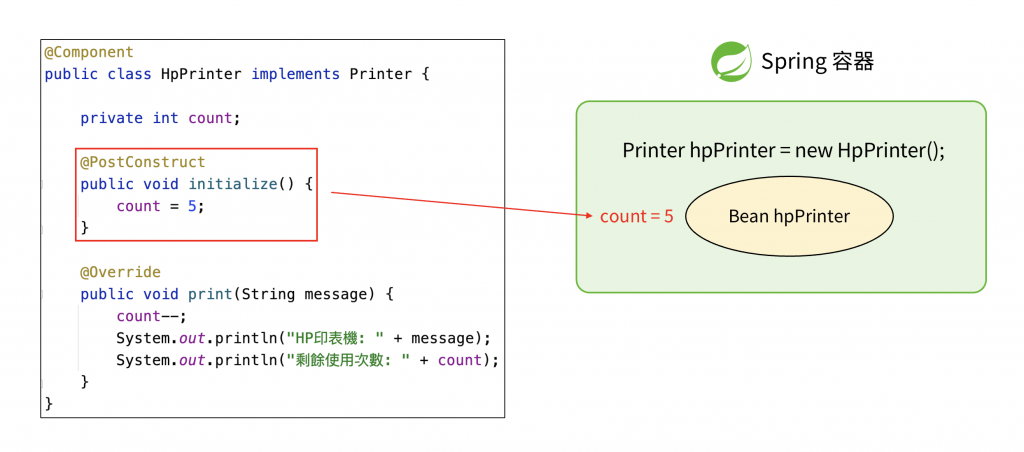 @Component
public class HpPrinter implements Printer {
private int count;
@PostConstruct
public void initialize() {
count = 5;
}
@Override
public void print(String message) {
count--;
System.out.println("HP印表機: " + message);
System.out.println("剩餘使用次數: " + count);
}
}
Spring 容器
Printer hpPrinter = new HpPrinter();
count = 5
Bean hpPrinter